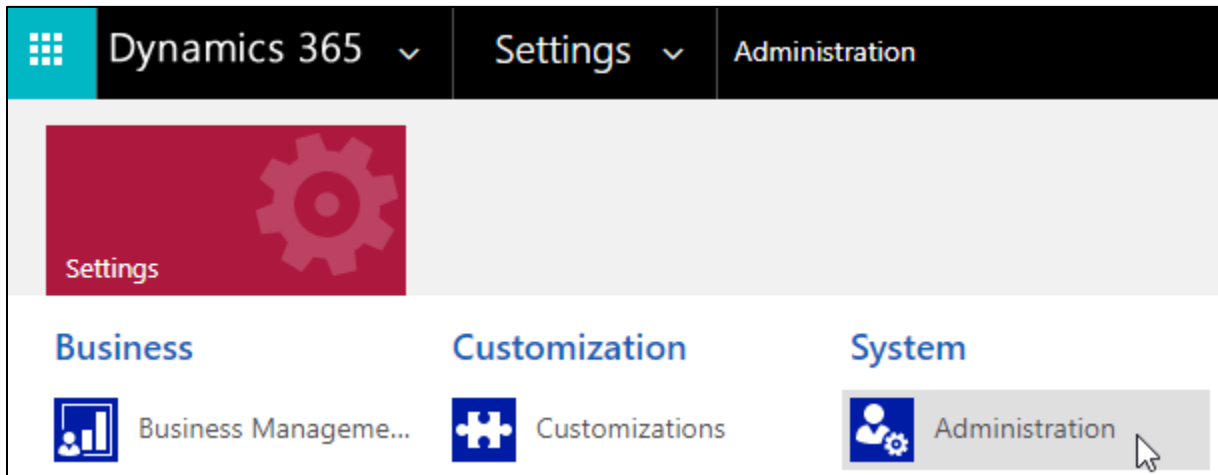 Dynamics 365 Settings Administration
Settings
Business Customization System
Business Manageme... Customizations Administration